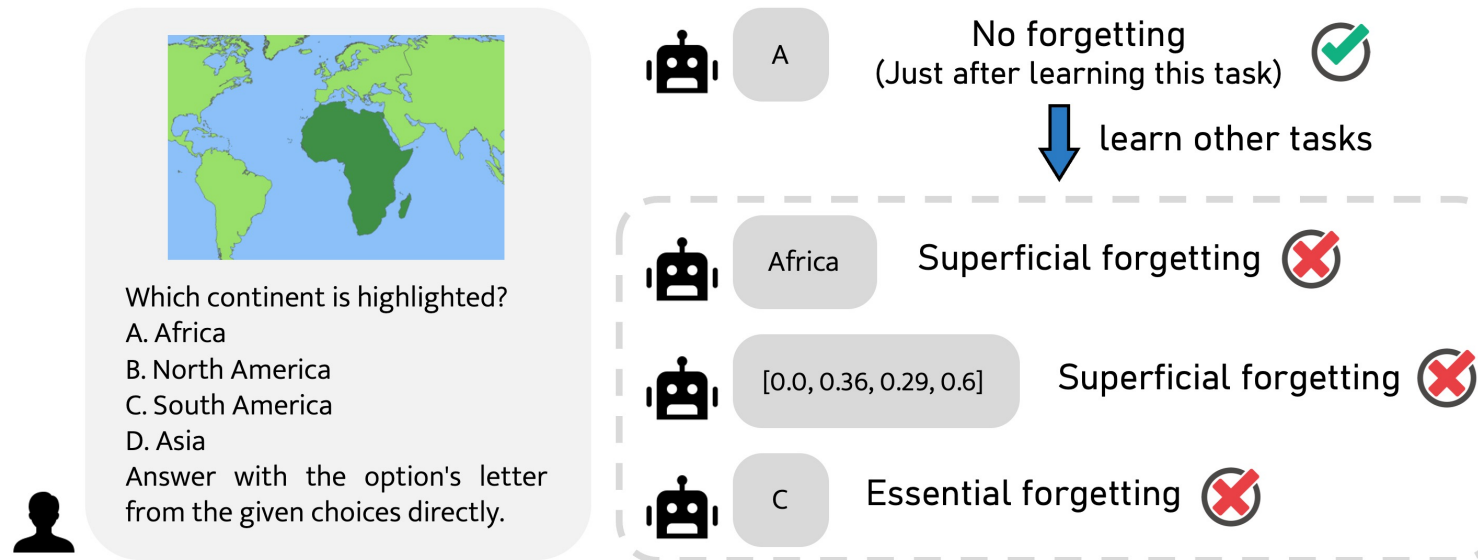 Which continent is highlighted?
A. Africa
B. North America
C. South America
D. Asia
Answer with the option's letter
from the given choices directly.
A
No forgetting
(Just after learning this task)
learn other tasks
Africa
Superficial forgetting
[0.0, 0.36, 0.29, 0.6]
Superficial forgetting
C
Essential forgetting